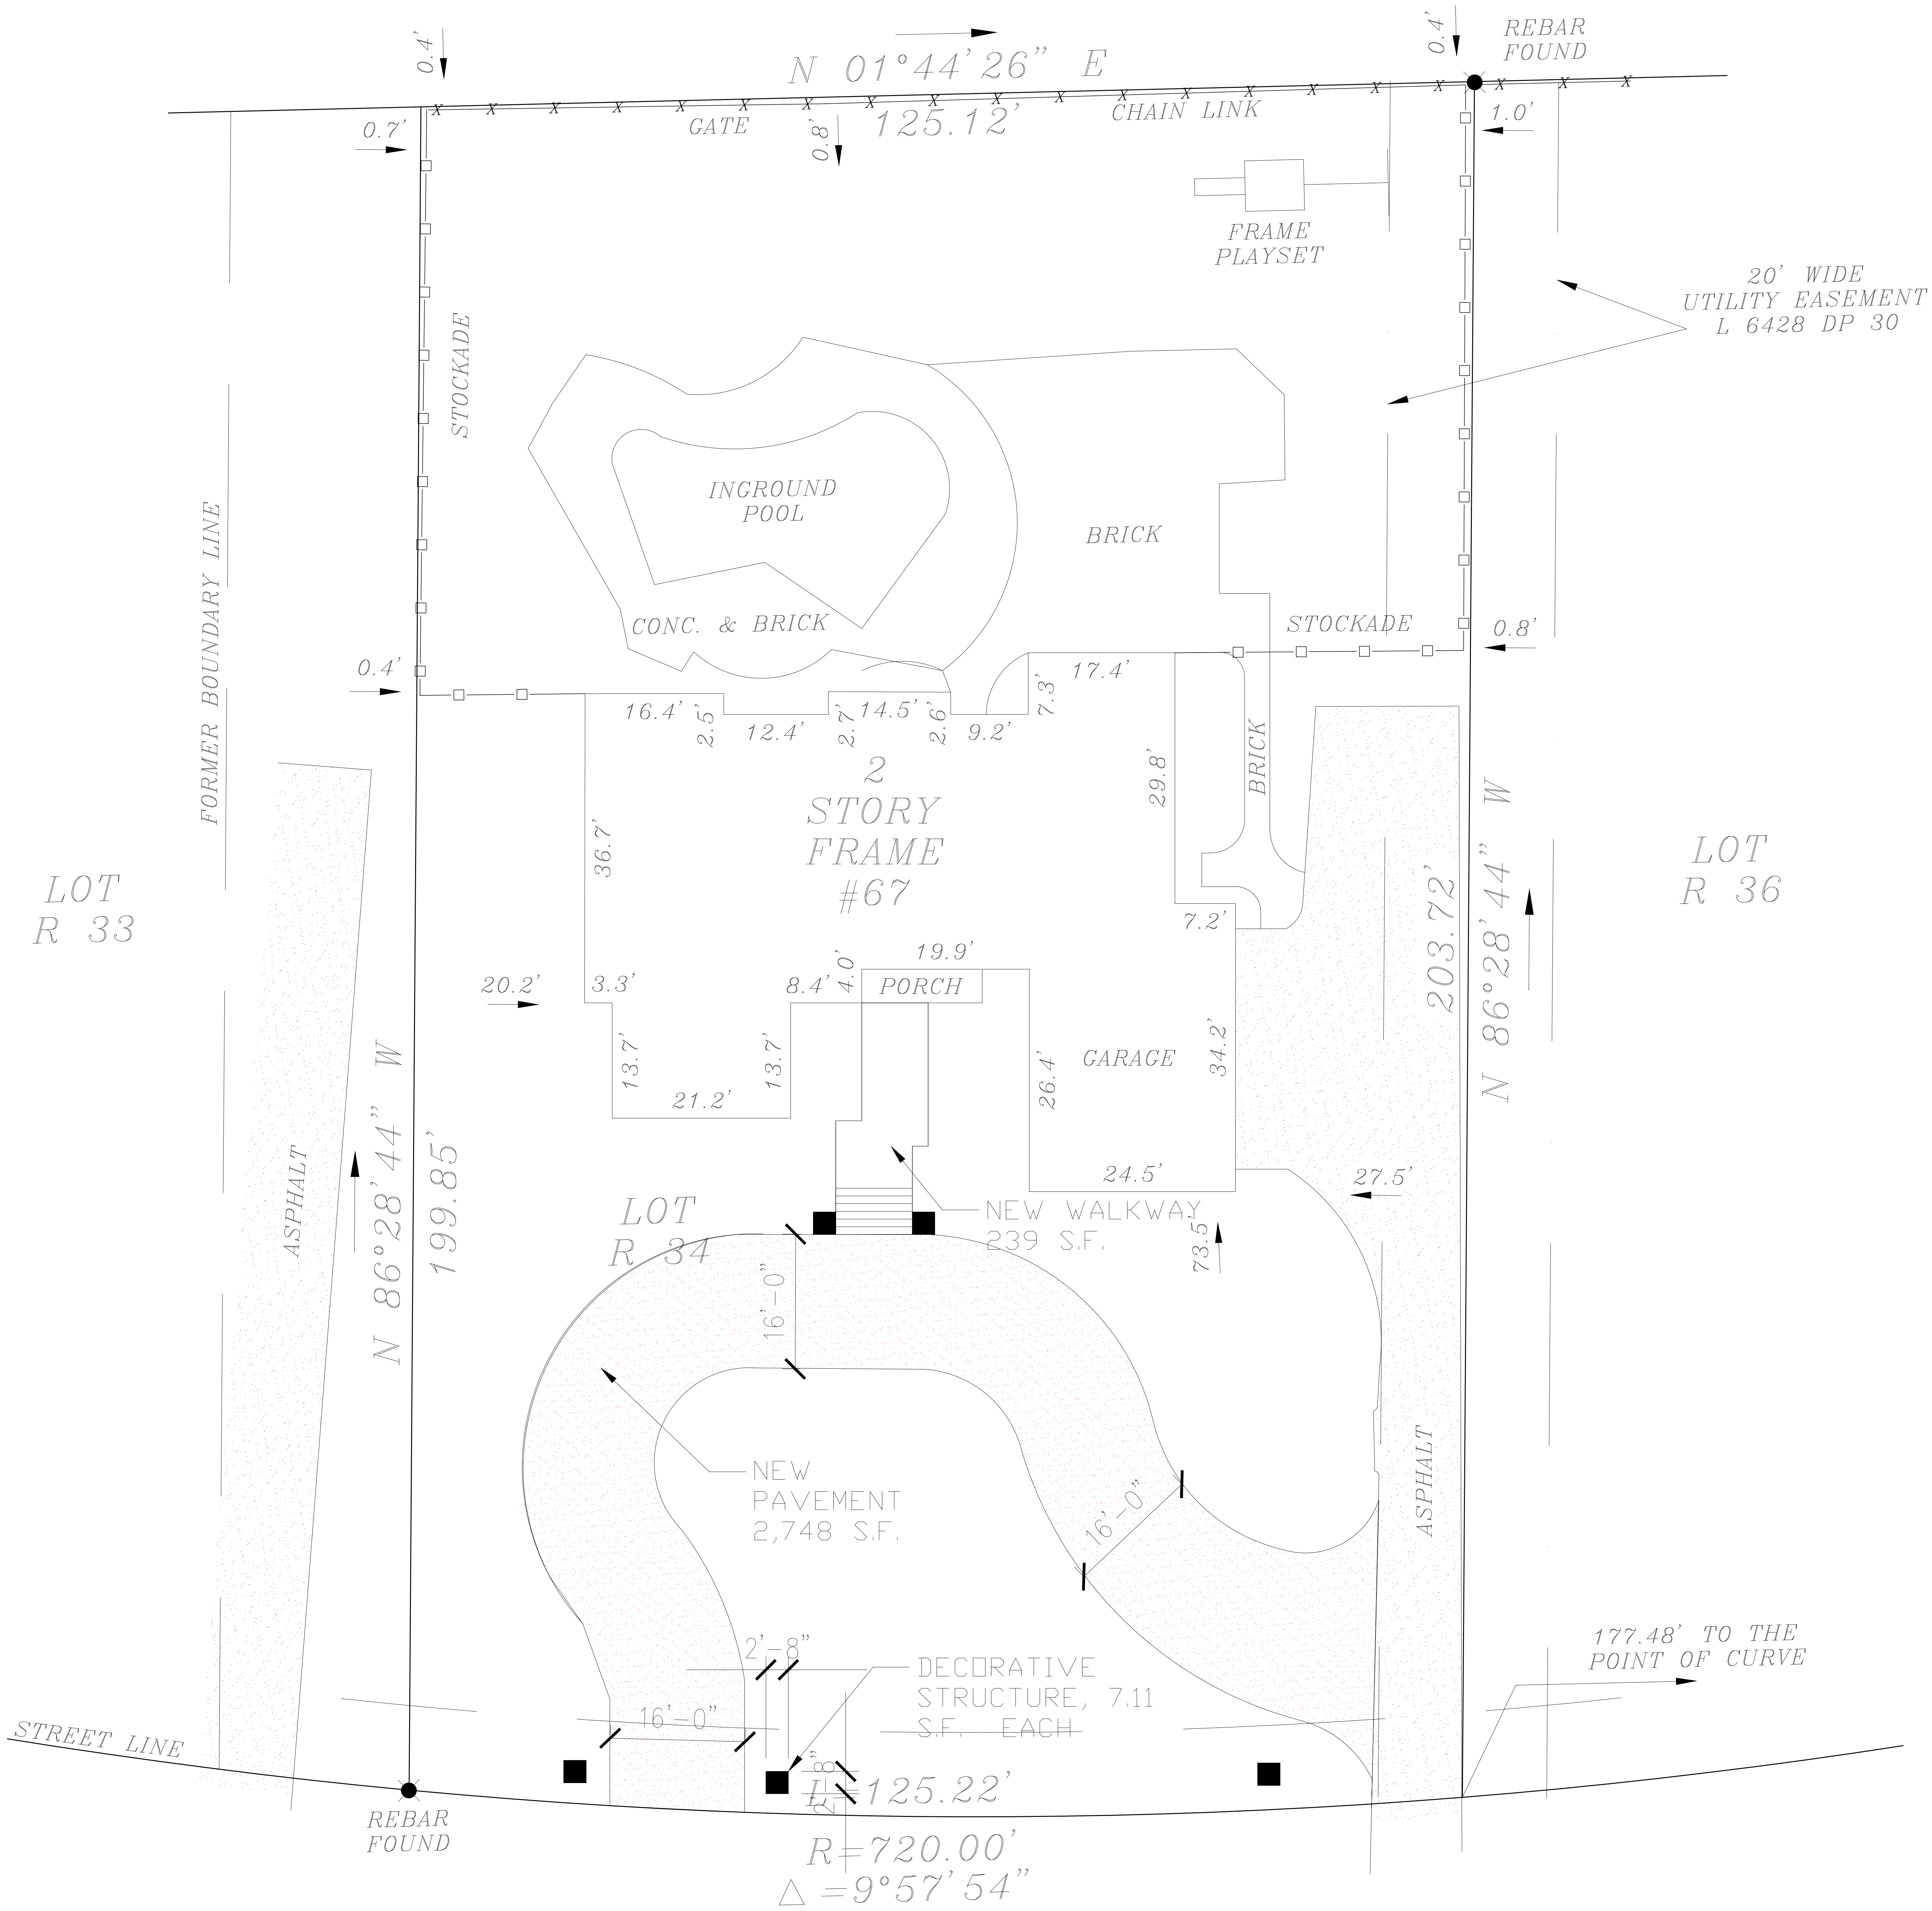 0.4'
N 01°44'26" E
0.4'
REBAR
FOUND
X X X X X X X X X X X X X X X X X X X X
GATE
125.12'
CHAIN LINK
0.7'
0.8'
1.0'
FRAME
PLAYSET
20' WIDE
UTILITY EASEMENT
L 6428 DP 30
STOCKADE
INGROUND
POOL
BRICK
FORMER BOUNDARY LINE
CONC. & BRICK
STOCKADE
0.8'
0.4'
16.4'
2.5'
12.4'
2.7'
14.5'
2.6'
9.2'
7.3'
17.4'
29.8'
BRICK
2
STORY
FRAME
#67
36.7'
LOT
R 33
LOT
R 36
7.2'
203.72'
N 86°28'44" W
20.2'
3.3'
8.4'
4.0'
19.9'
PORCH
13.7'
13.7'
21.2'
26.4'
GARAGE
34.2'
24.5'
27.5'
73.5'
N 86°28'44" W
199.85'
ASPHALT
LOT
R 34
NEW WALKWAY
239 S.F.
16'-0"
NEW
PAVEMENT
2,748 S.F.
16'-0"
ASPHALT
2'-8"
16'-0"
DECORATIVE
STRUCTURE, 7.11
S.F. EACH
177.48' TO THE
POINT OF CURVE
STREET LINE
2'-8"
L=125.22'
REBAR
FOUND
R=720.00'
△=9°57'54"